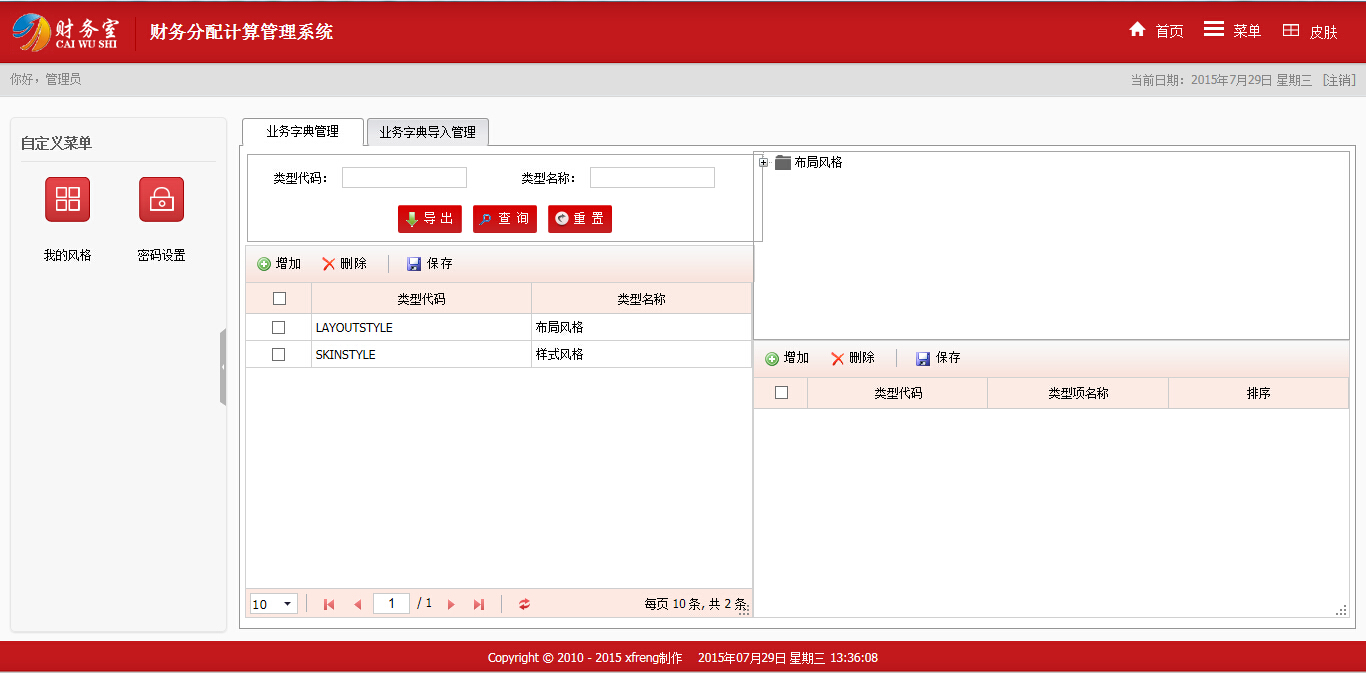 财务室
CAI WU SHI
财务分配计算管理系统
首页 菜单 皮肤
你好，管理员
当前日期：2015年7月29日 星期三 [注销]
自定义菜单
我的风格 密码设置
业务字典管理 业务字典导入管理
类型代码： 类型名称：
导 出 查 询 重 置
增加 删除 保存
类型代码 类型名称
LAYOUTSTYLE 布局风格
SKINSTYLE 样式风格
10 1 / 1 每页 10 条, 共 2 条
布局风格
增加 删除 保存
类型代码 类型项名称 排序
Copyright © 2010 - 2015 xfreng制作 2015年07月29日 星期三 13:36:08